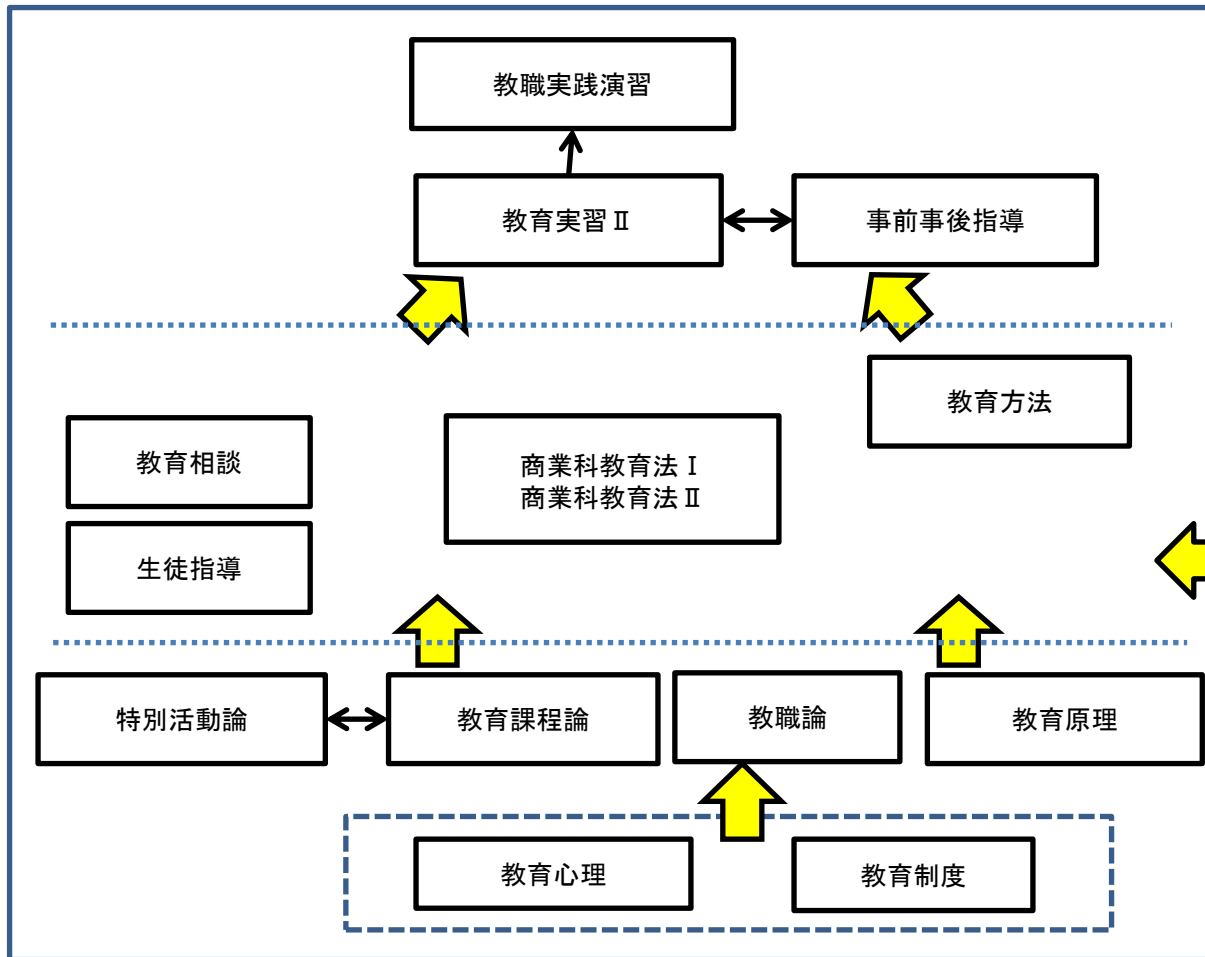 教職実践演習
教育実習Ⅱ
事前事後指導
教育方法
教育相談
商業科教育法Ⅰ
商業科教育法Ⅱ
生徒指導
特別活動論
教育課程論
教職論
教育原理
教育心理
教育制度